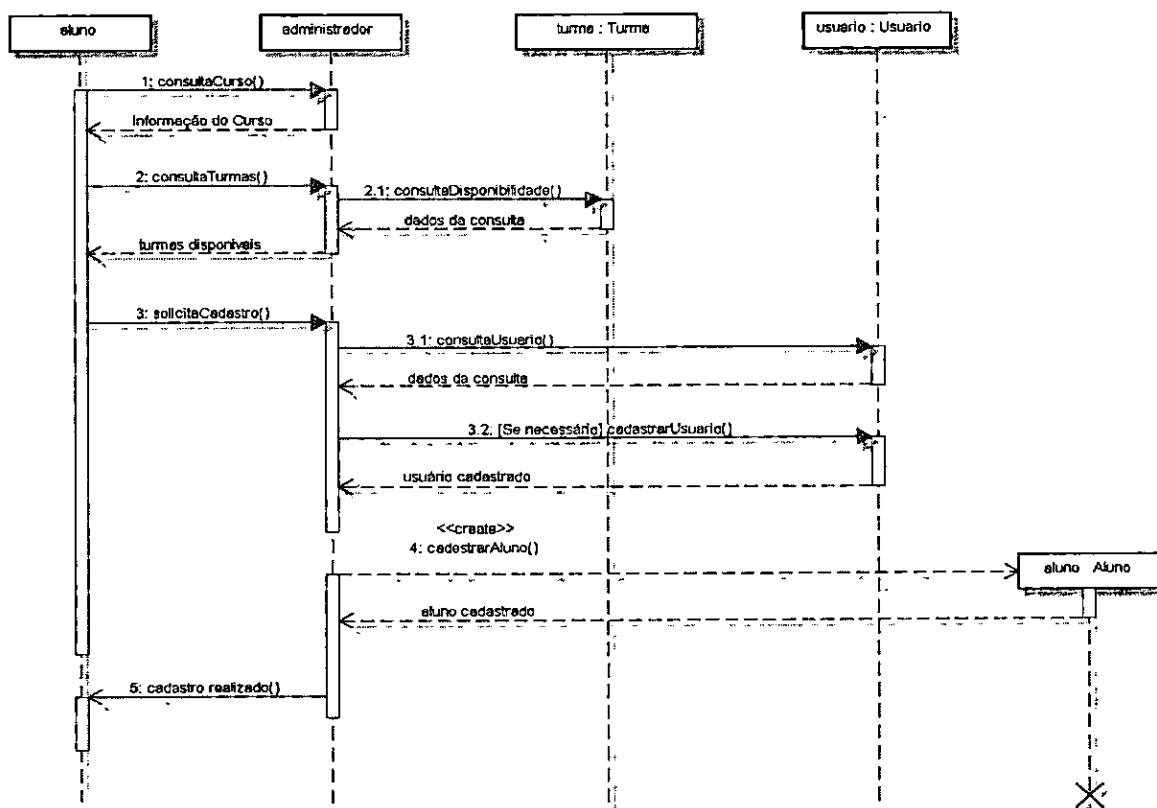 aluno
administrador
turma : Turma
usuario : Usuario
1: consultaCurso()
Informação do Curso
2: consultaTurmas()
2.1: consultaDisponibilidade()
dados da consulta
turmas disponíveis
3: solicitaCadastro()
3.1: consultaUsuario()
dados da consulta
3.2: [Se necessário] cadastrarUsuario()
usuário cadastrado
<<create>>
4: cadastrarAluno()
aluno : Aluno
aluno cadastrado
5: cadastro realizado()